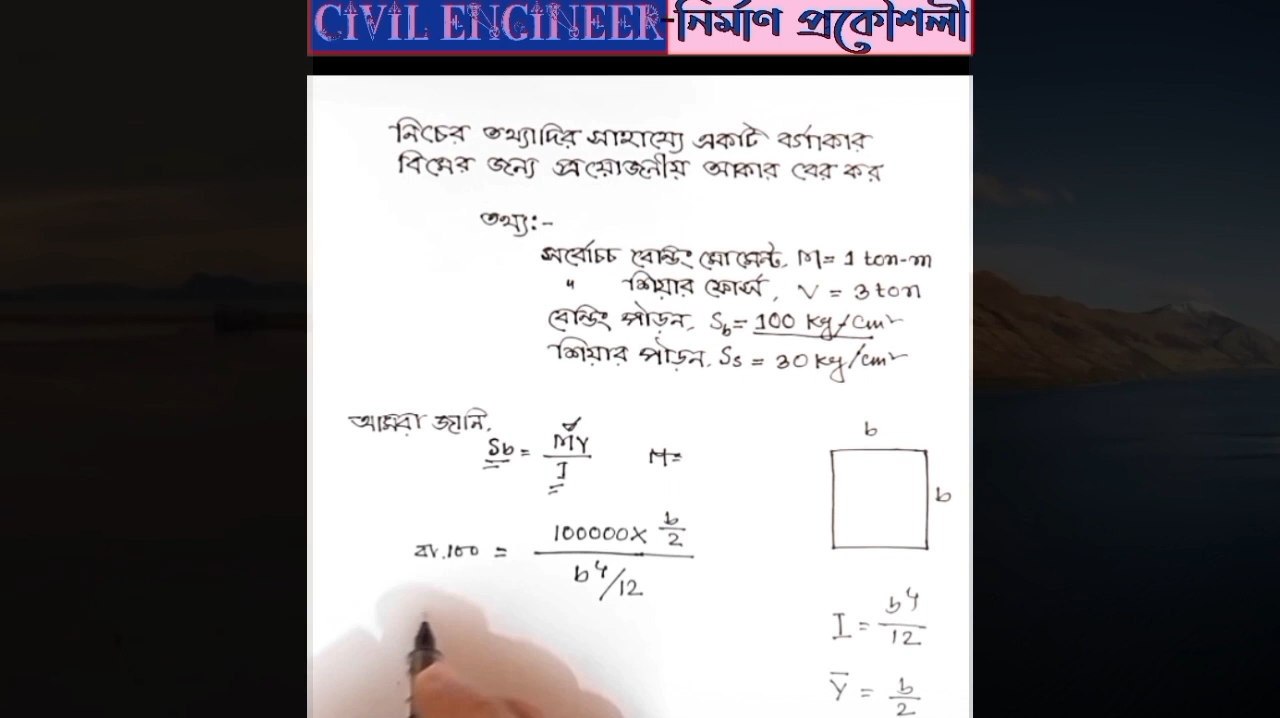 CIVIL ENGINEER-নির্মাণ প্রকৌশলী
নিচের তথ্যাদির সাহায্যে একটি বর্গাকার
বিমের জন্য প্রয়োজনীয় আকার বের কর
তথ্য:-
সর্বোচ্চ বেন্ডিং মোমেন্ট, M = 1 ton-m
" শিয়ার ফোর্স, V = 3 ton
বেন্ডিং পীড়ন, Sb = 100 Kg/cm²
শিয়ার পীড়ন, Ss = 30 Kg/cm²
আমরা জানি,
Sb = MY/I
M=
বা, 100 = (100000 × b/2) / (b⁴/12)
b
b
I = b⁴/12
Ȳ = b/2